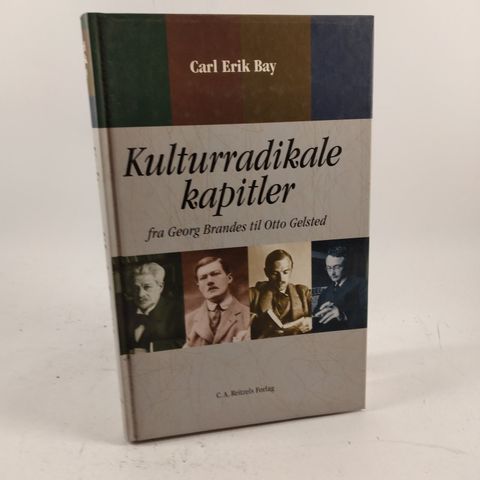 Carl Erik Bay
Kulturradikale
kapitler
fra Georg Brandes til Otto Gelsted
C. A. Reitzels Forlag